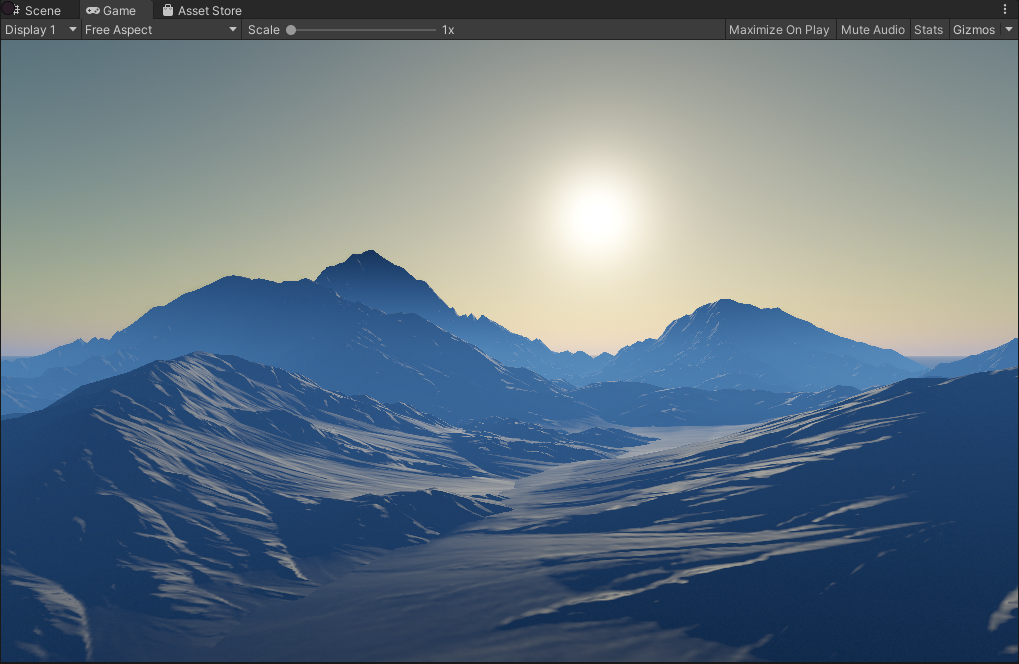 Scene Game Asset Store
Display 1 Free Aspect Scale 1x Maximize On Play Mute Audio Stats Gizmos